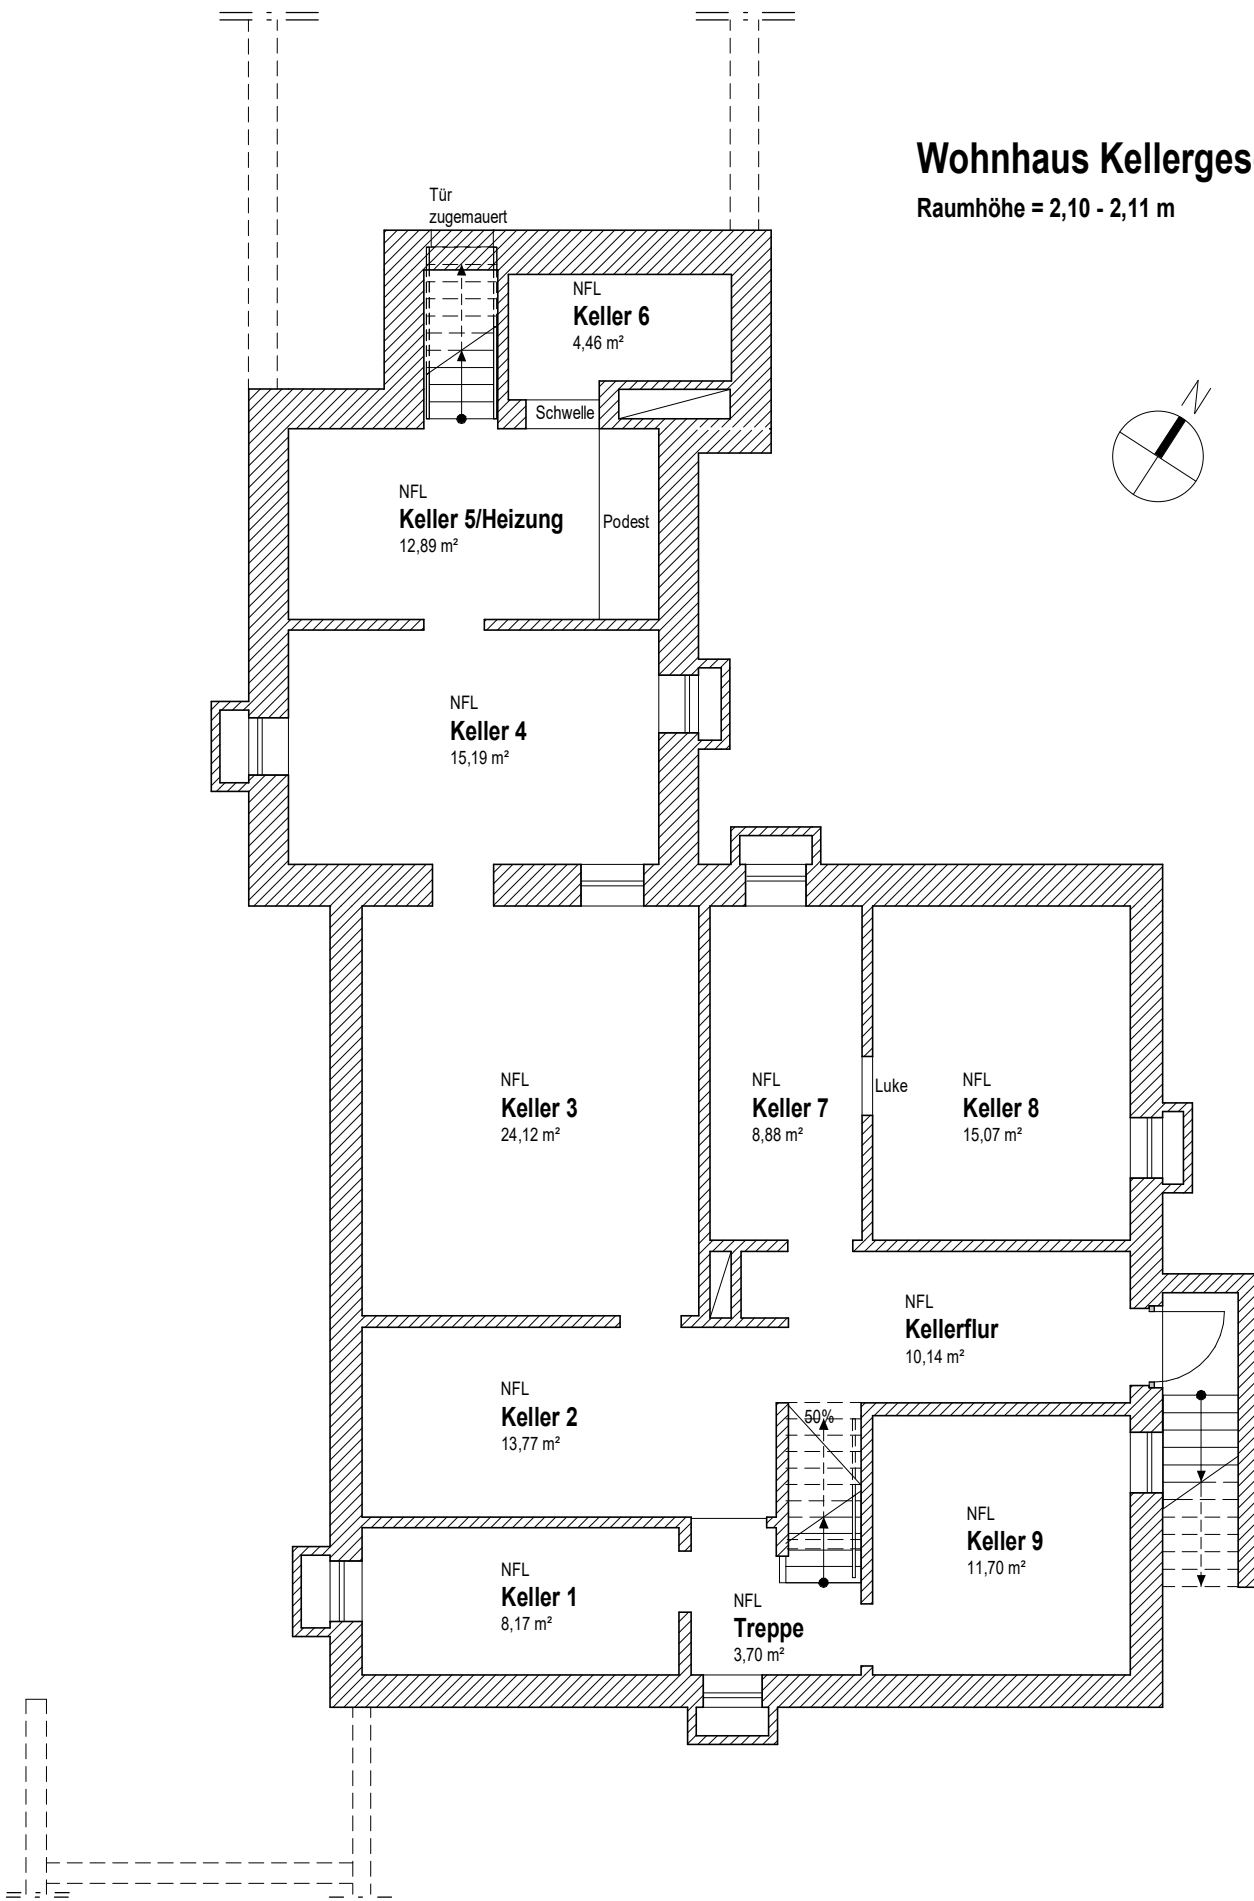 Wohnhaus Kellerges
Raumhöhe = 2,10 - 2,11 m
Tür
zugemauert
NFL
Keller 6
4,46 m²
N
Schwelle
NFL
Keller 5/Heizung
12,89 m²
Podest
NFL
Keller 4
15,19 m²
NFL
Keller 3
24,12 m²
NFL
Keller 7
8,88 m²
Luke
NFL
Keller 8
15,07 m²
NFL
Kellerflur
10,14 m²
NFL
Keller 2
13,77 m²
50%
NFL
Keller 9
11,70 m²
NFL
Keller 1
8,17 m²
NFL
Treppe
3,70 m²